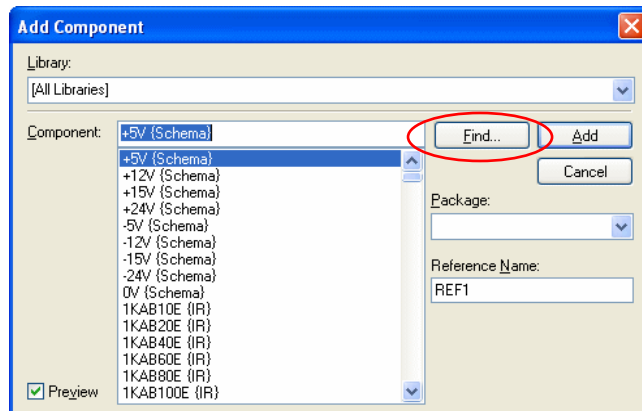 Add Component
Library:
[All Libraries]
Component:
+5V {Schema}
Find...
Add
Cancel
+5V {Schema}
+12V {Schema}
+15V {Schema}
+24V {Schema}
-5V {Schema}
-12V {Schema}
-15V {Schema}
-24V {Schema}
0V {Schema}
1KAB10E {IR}
1KAB20E {IR}
1KAB40E {IR}
1KAB60E {IR}
1KAB80E {IR}
1KAB100E {IR}
Package:
Reference Name:
REF1
Preview